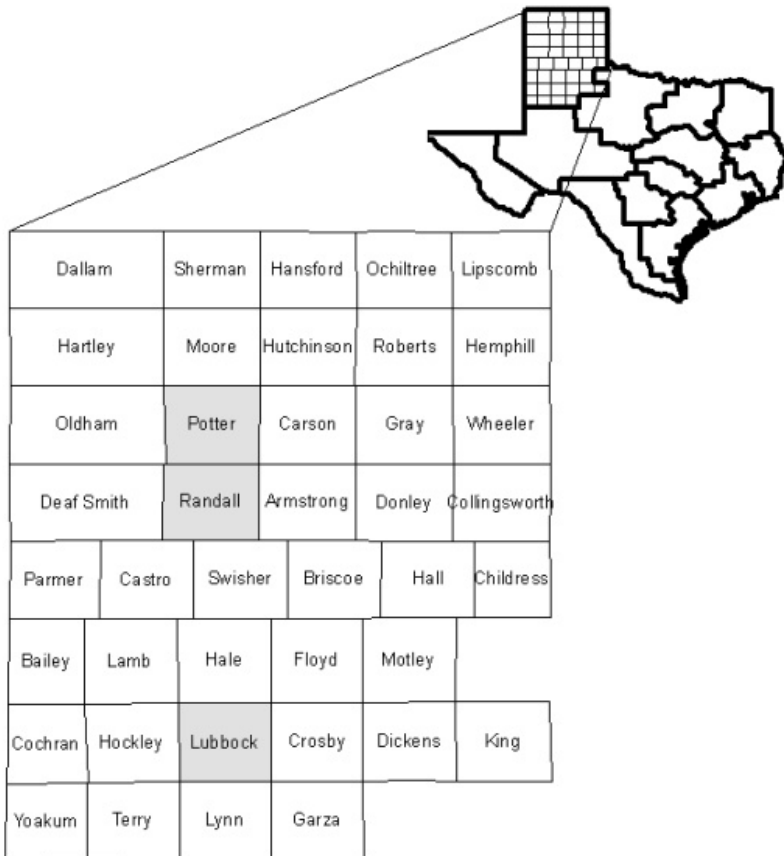 Dallam Sherman Hansford Ochiltree Lipscomb
Hartley Moore Hutchinson Roberts Hemphill
Oldham Potter Carson Gray Wheeler
Deaf Smith Randall Armstrong Donley Collingsworth
Parmer Castro Swisher Briscoe Hall Childress
Bailey Lamb Hale Floyd Motley
Cochran Hockley Lubbock Crosby Dickens King
Yoakum Terry Lynn Garza